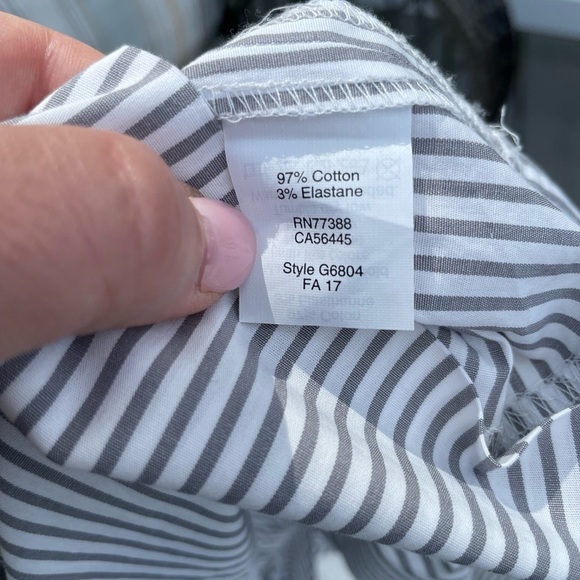 97% Cotton
3% Elastane
RN77388
CA56445
Style G6804
FA 17